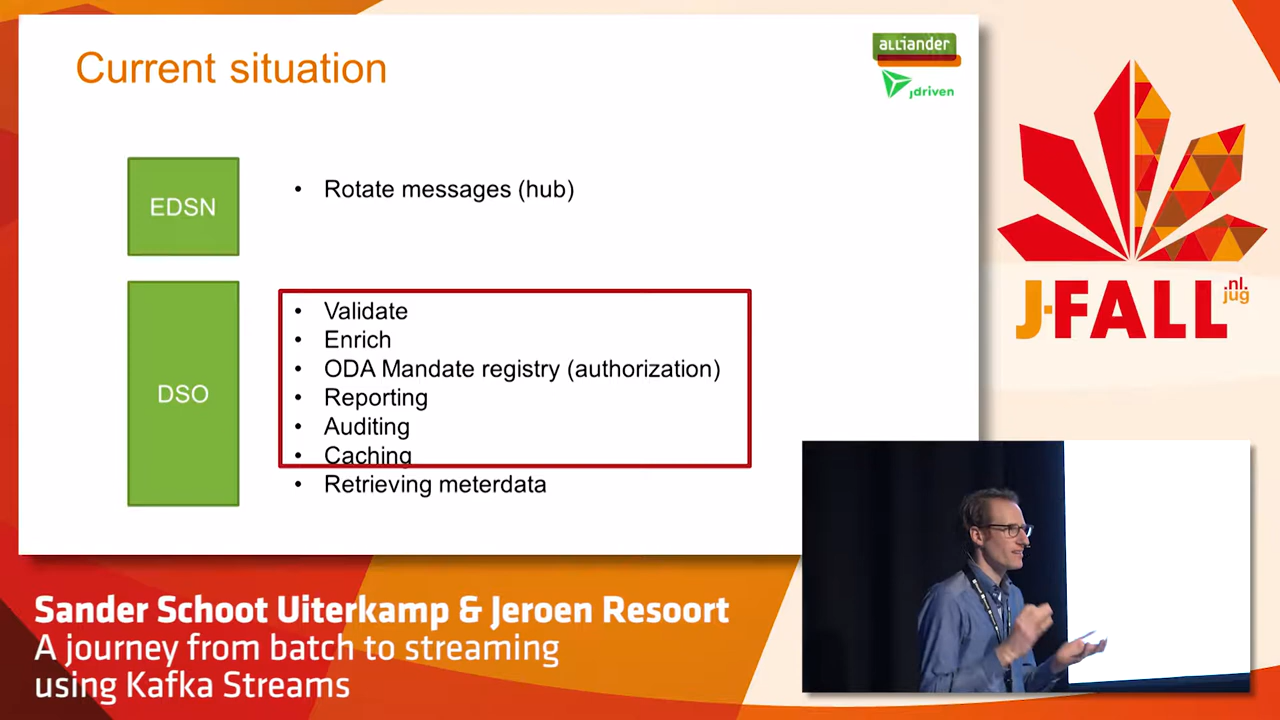 Current situation
alliander
jdriven
EDSN
• Rotate messages (hub)
DSO
• Validate
• Enrich
• ODA Mandate registry (authorization)
• Reporting
• Auditing
• Caching
• Retrieving meterdata
J-FALL
.nl.
jug
Sander Schoot Uiterkamp & Jeroen Resoort
A journey from batch to streaming
using Kafka Streams